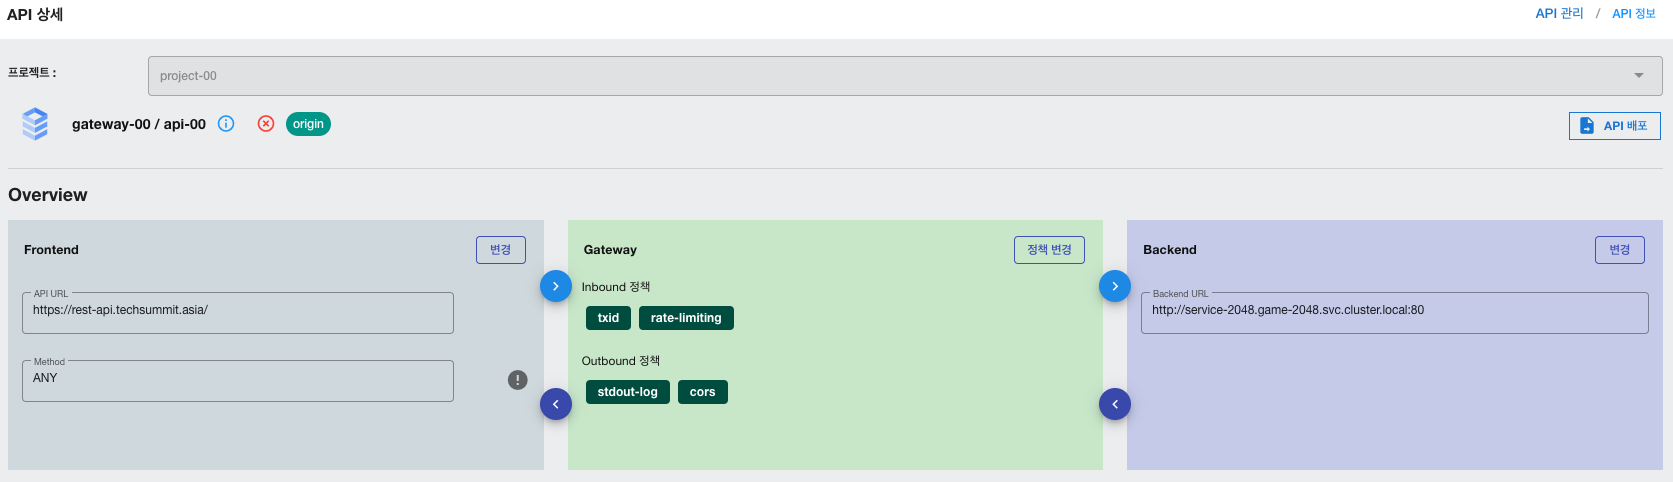 API 상세
API 관리 / API 정보
프로젝트 :
project-00
gateway-00 / api-00
origin
API 배포
Overview
Frontend
변경
API URL
https://rest-api.techsummit.asia/
Method
ANY
Gateway
정책 변경
Inbound 정책
txid
rate-limiting
Outbound 정책
stdout-log
cors
Backend
변경
Backend URL
http://service-2048.game-2048.svc.cluster.local:80